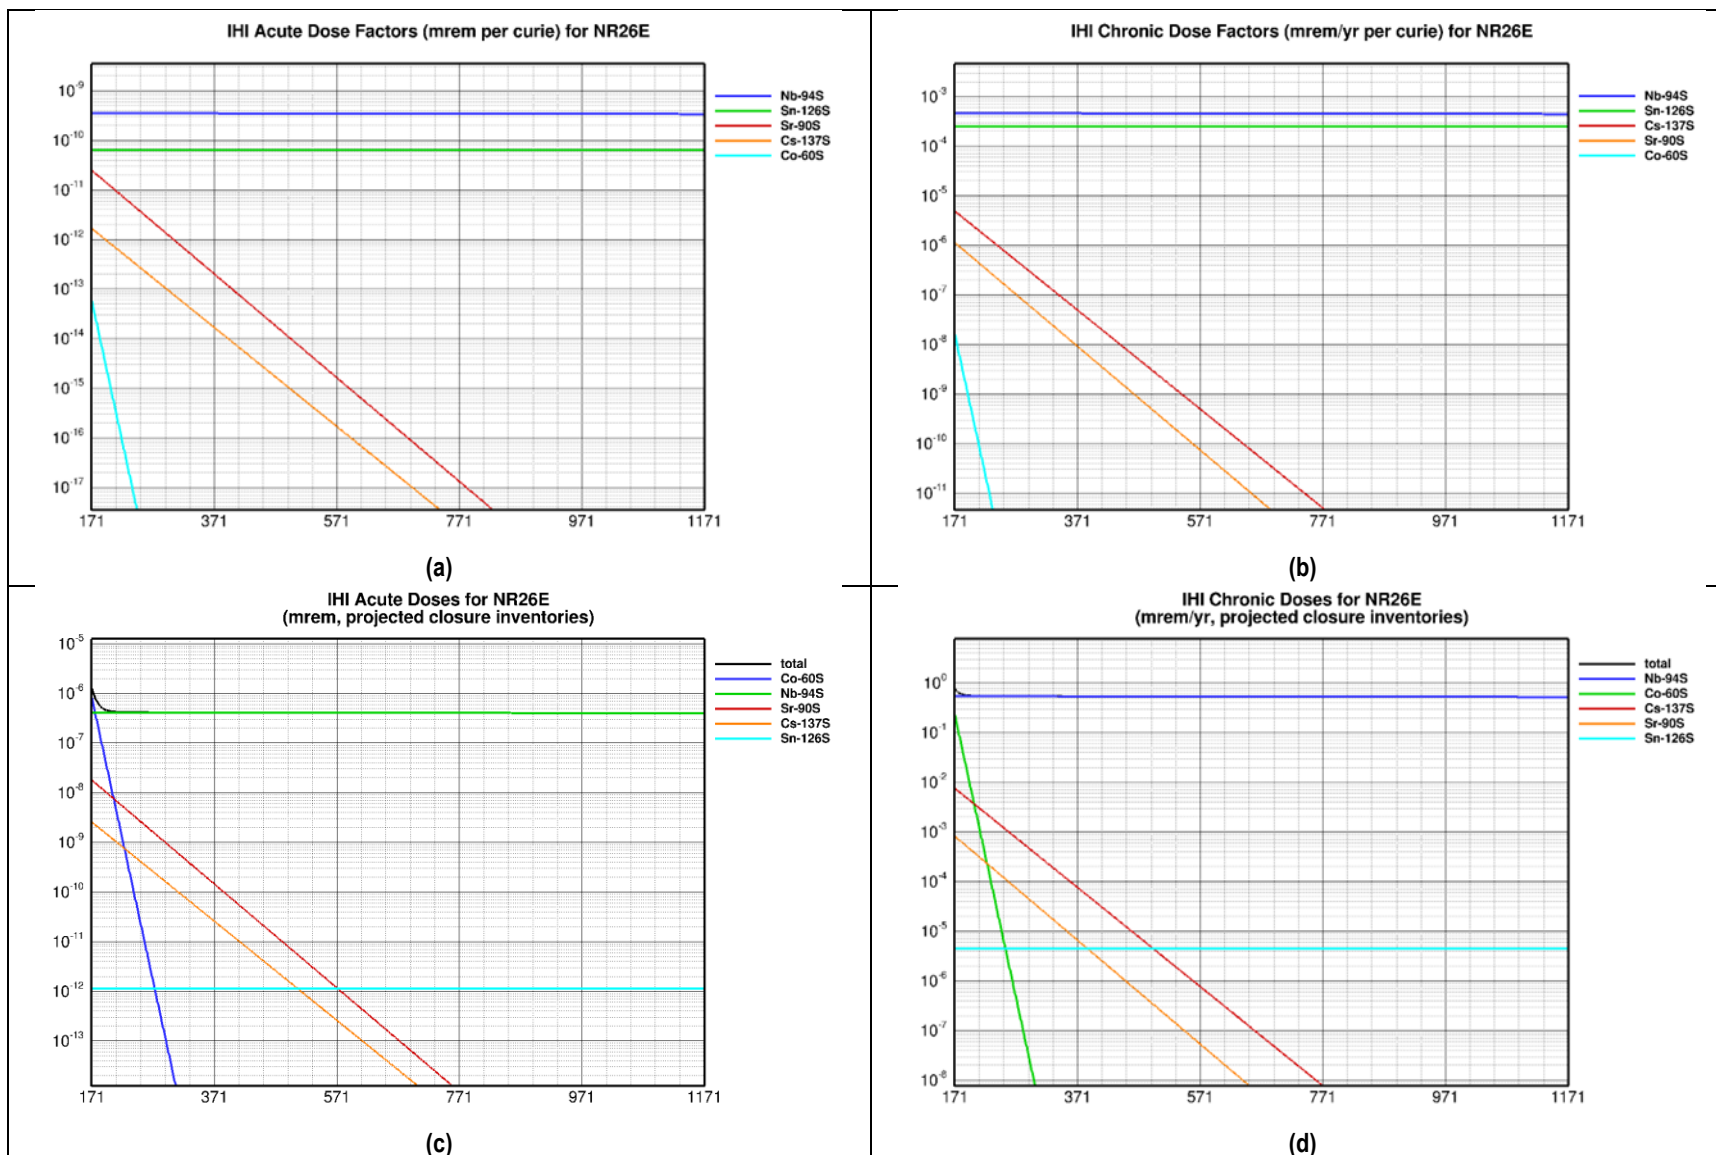 IHI Acute Dose Factors (mrem per curie) for NR26E
10-9
10-10
10-11
10-12
10-13
10-14
10-15
10-16
10-17
171 371 571 771 971 1171
Nb-94S
Sn-126S
Sr-90S
Cs-137S
Co-60S
(a)
IHI Chronic Dose Factors (mrem/yr per curie) for NR26E
10-3
10-4
10-5
10-6
10-7
10-8
10-9
10-10
10-11
171 371 571 771 971 1171
Nb-94S
Sn-126S
Cs-137S
Sr-90S
Co-60S
(b)
IHI Acute Doses for NR26E
(mrem, projected closure inventories)
10-5
10-6
10-7
10-8
10-9
10-10
10-11
10-12
10-13
171 371 571 771 971 1171
total
Co-60S
Nb-94S
Sr-90S
Cs-137S
Sn-126S
(c)
IHI Chronic Doses for NR26E
(mrem/yr, projected closure inventories)
100
10-1
10-2
10-3
10-4
10-5
10-6
10-7
10-8
171 371 571 771 971 1171
total
Nb-94S
Co-60S
Cs-137S
Sr-90S
Sn-126S
(d)